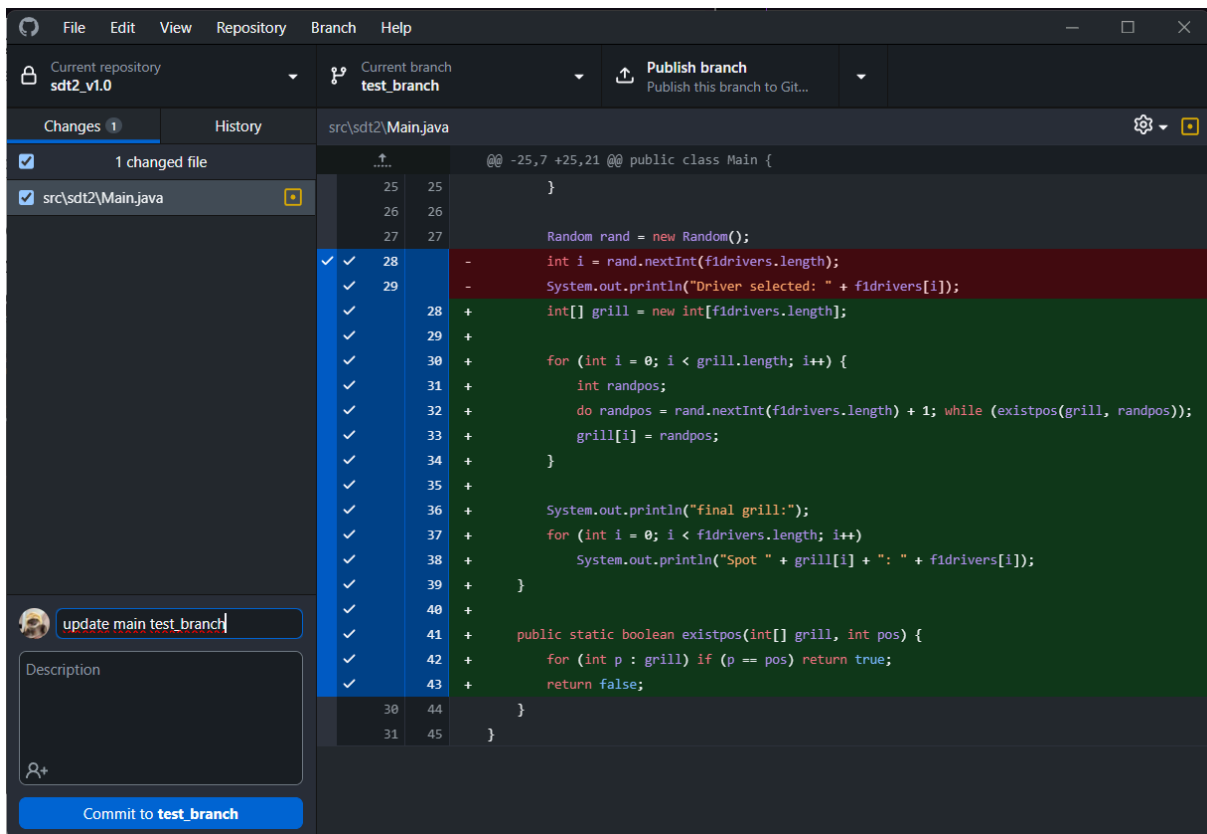 File Edit View Repository Branch Help
Current repository
sdt2_v1.0
Current branch
test_branch
Publish branch
Publish this branch to Git...
Changes 1 History
src\sdt2\Main.java
1 changed file
src\sdt2\Main.java
@@ -25,7 +25,21 @@ public class Main {
25 25 }
26 26
27 27 Random rand = new Random();
28 - int i = rand.nextInt(f1drivers.length);
29 - System.out.println("Driver selected: " + f1drivers[i]);
28 + int[] grill = new int[f1drivers.length];
29 +
30 + for (int i = 0; i < grill.length; i++) {
31 + int randpos;
32 + do randpos = rand.nextInt(f1drivers.length) + 1; while (existpos(grill, randpos));
33 + grill[i] = randpos;
34 + }
35 +
36 + System.out.println("final grill:");
37 + for (int i = 0; i < f1drivers.length; i++)
38 + System.out.println("Spot " + grill[i] + ": " + f1drivers[i]);
39 + }
40 +
41 + public static boolean existpos(int[] grill, int pos) {
42 + for (int p : grill) if (p == pos) return true;
43 + return false;
30 44 }
31 45 }
update main test_branch
Description
Commit to test_branch